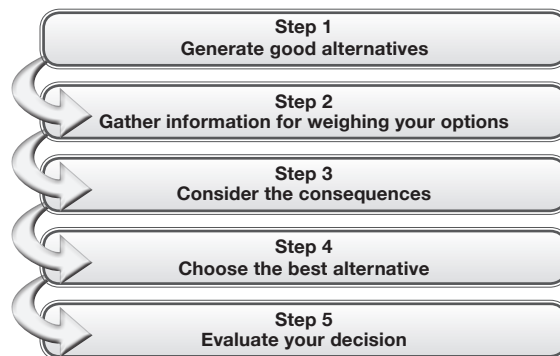 Step 1
Generate good alternatives
Step 2
Gather information for weighing your options
Step 3
Consider the consequences
Step 4
Choose the best alternative
Step 5
Evaluate your decision